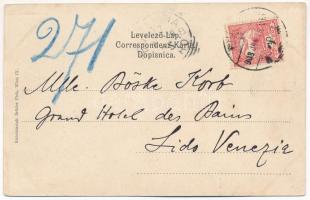 271
Levelező-Lap.
Correspondenz-Karte
Dopisnica.
Mlle. Böske Korb
Grand Hotel des Bains
Lido Venezia